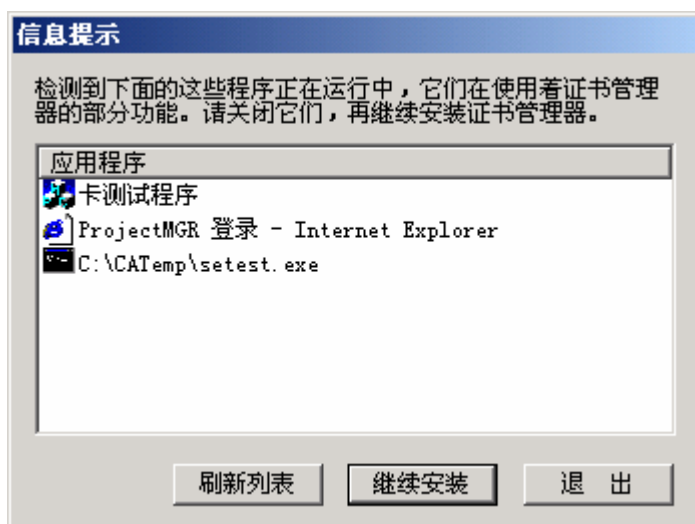 信息提示
检测到下面的这些程序正在运行中，它们在使用着证书管理
器的部分功能。请关闭它们，再继续安装证书管理器。
应用程序
卡测试程序
ProjectMGR 登录 - Internet Explorer
C:\CATemp\setest.exe
刷新列表 继续安装 退 出